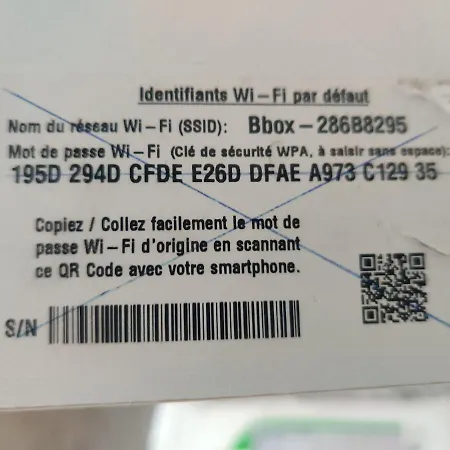 Identifiants Wi-Fi par défaut
Nom du réseau Wi-Fi (SSID): Bbox-28688295
Mot de passe Wi-Fi (Clé de sécurité WPA, à saisir sans espace):
195D 294D CFDE E26D DFAE A973 C129 35
Copiez / Collez facilement le mot de
passe Wi-Fi d'origine en scannant
ce QR Code avec votre smartphone.
S/N